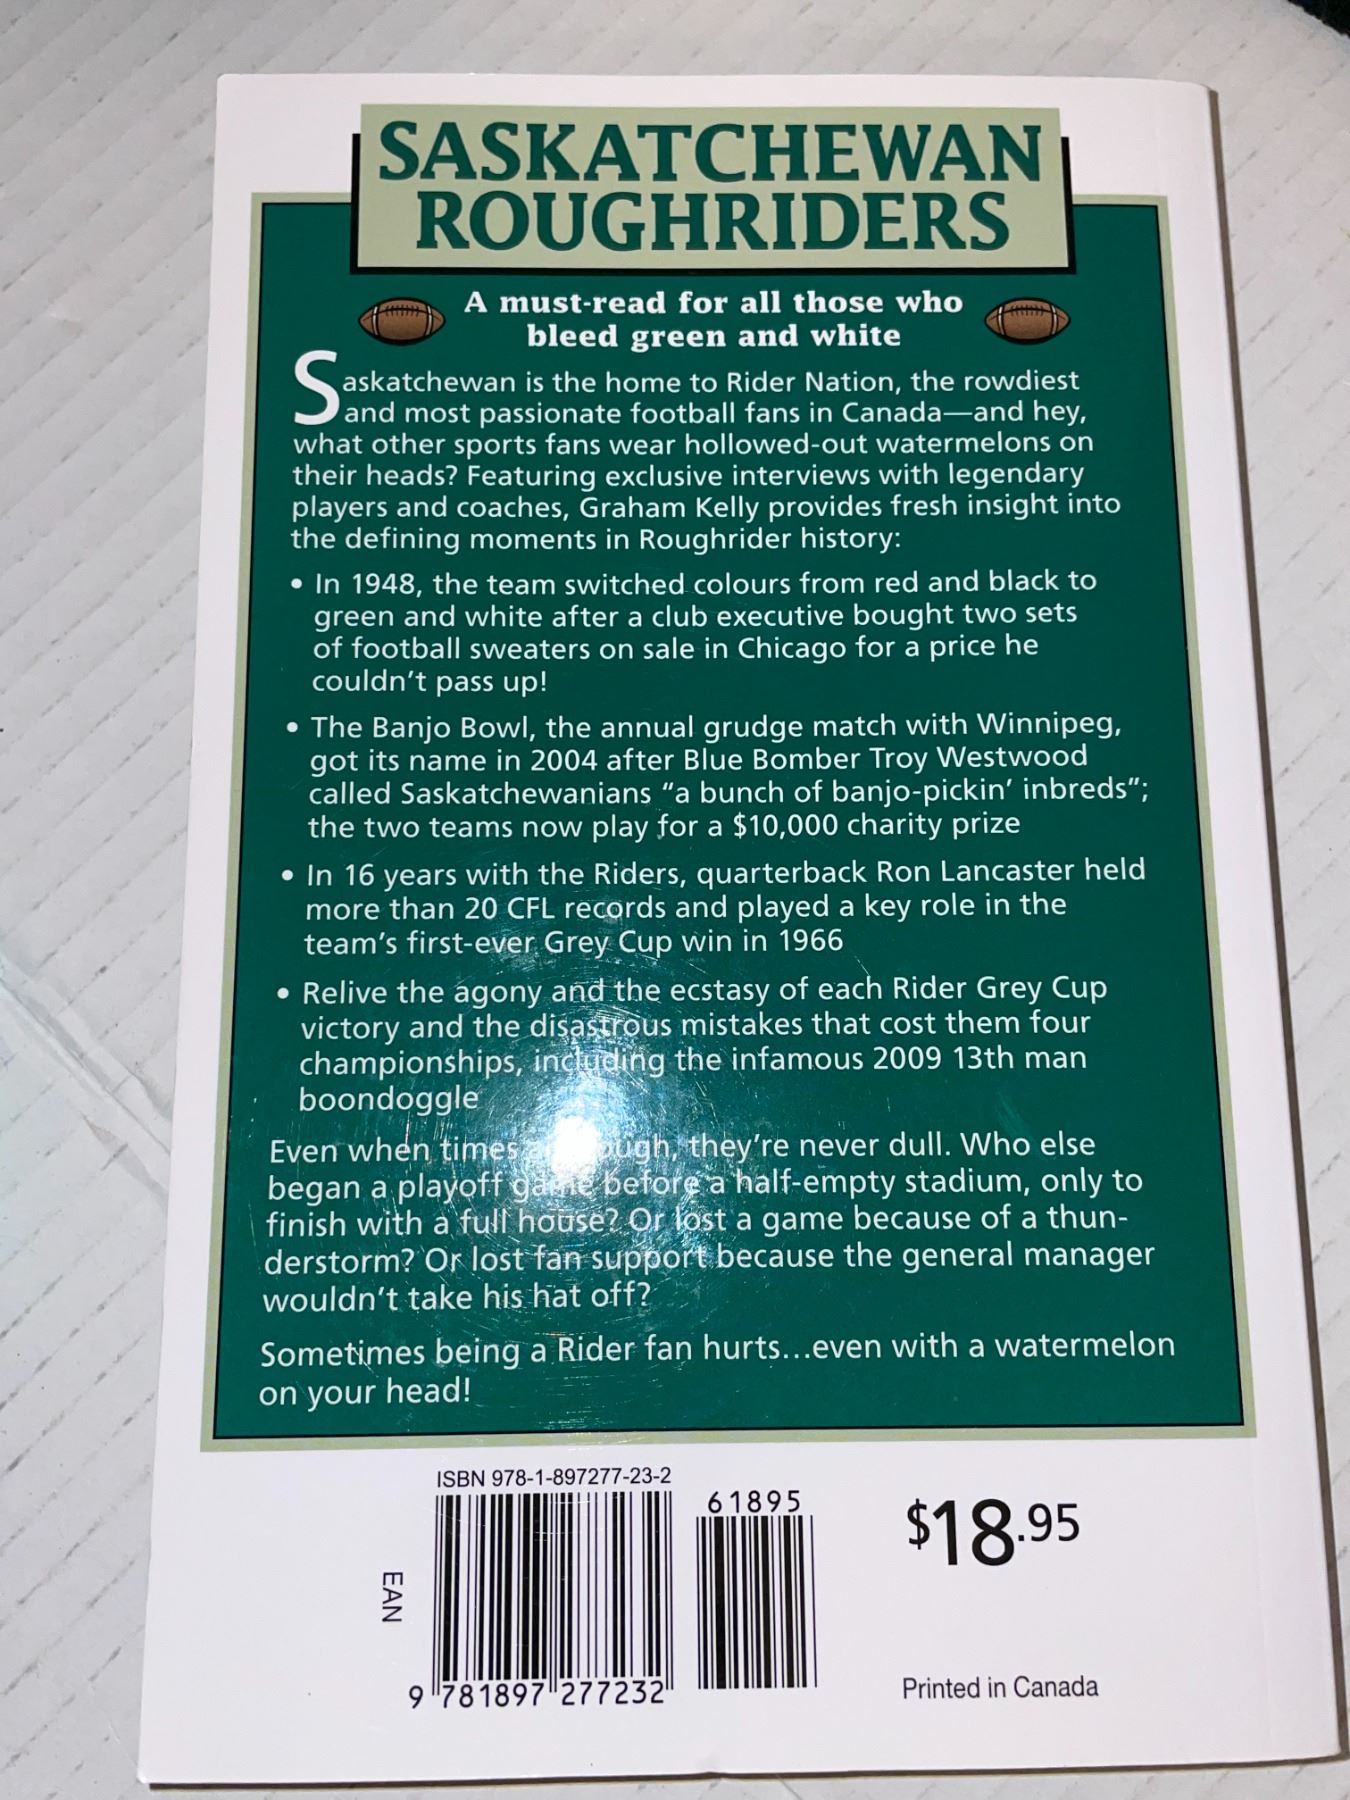 SASKATCHEWAN
ROUGHRIDERS
A must-read for all those who
bleed green and white
Saskatchewan is the home to Rider Nation, the rowdiest
and most passionate football fans in Canada—and hey,
what other sports fans wear hollowed-out watermelons on
their heads? Featuring exclusive interviews with legendary
players and coaches, Graham Kelly provides fresh insight into
the defining moments in Roughrider history:
• In 1948, the team switched colours from red and black to
green and white after a club executive bought two sets
of football sweaters on sale in Chicago for a price he
couldn't pass up!
• The Banjo Bowl, the annual grudge match with Winnipeg,
got its name in 2004 after Blue Bomber Troy Westwood
called Saskatchewanians "a bunch of banjo-pickin' inbreds";
the two teams now play for a $10,000 charity prize
• In 16 years with the Riders, quarterback Ron Lancaster held
more than 20 CFL records and played a key role in the
team's first-ever Grey Cup win in 1966
• Relive the agony and the ecstasy of each Rider Grey Cup
victory and the disastrous mistakes that cost them four
championships, including the infamous 2009 13th man
boondoggle
Even when times they're never dull. Who else
began a playoff game before a half-empty stadium, only to
finish with a full house? Or lost a game because of a thun-
derstorm? Or lost fan support because the general manager
wouldn't take his hat off?
Sometimes being a Rider fan hurts...even with a watermelon
on your head!
ISBN 978-1-897277-23-2
61895
$18.95
EAN
9 781897 277232
Printed in Canada